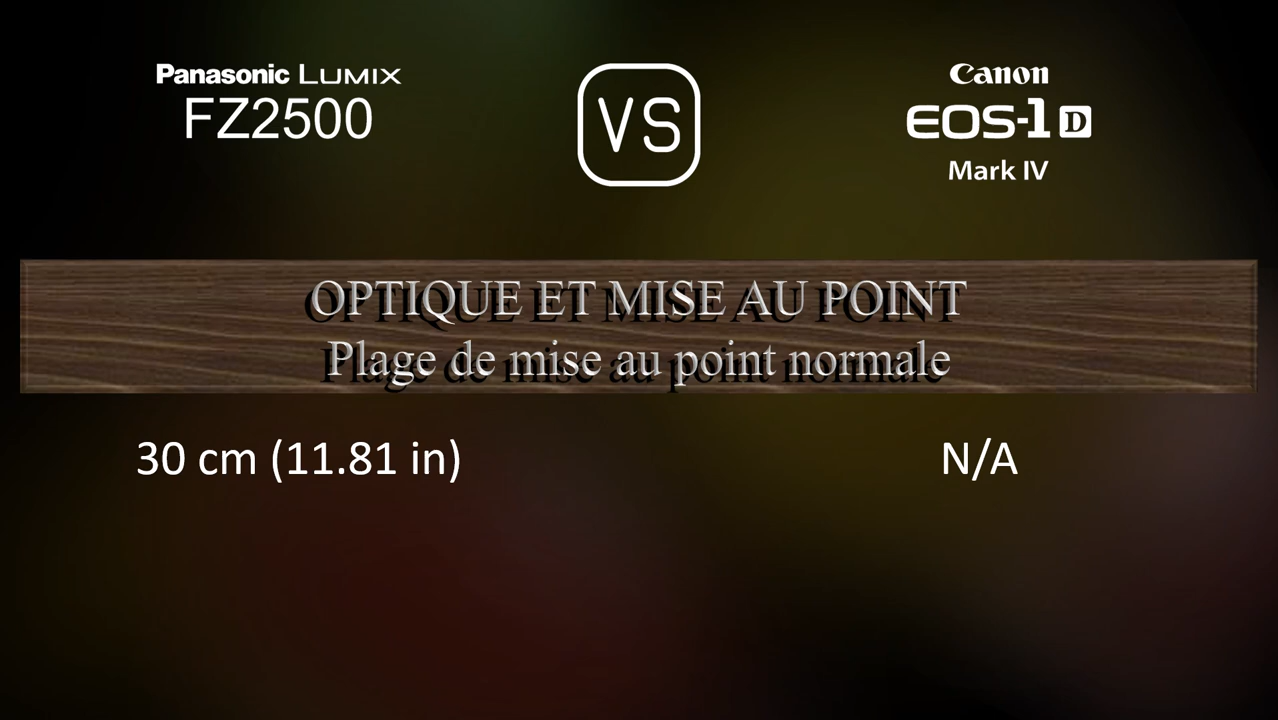 Panasonic LUMIX
FZ2500
VS
Canon
EOS-1D
Mark IV
OPTIQUE ET MISE AU POINT
Plage de mise au point normale
30 cm (11.81 in)
N/A